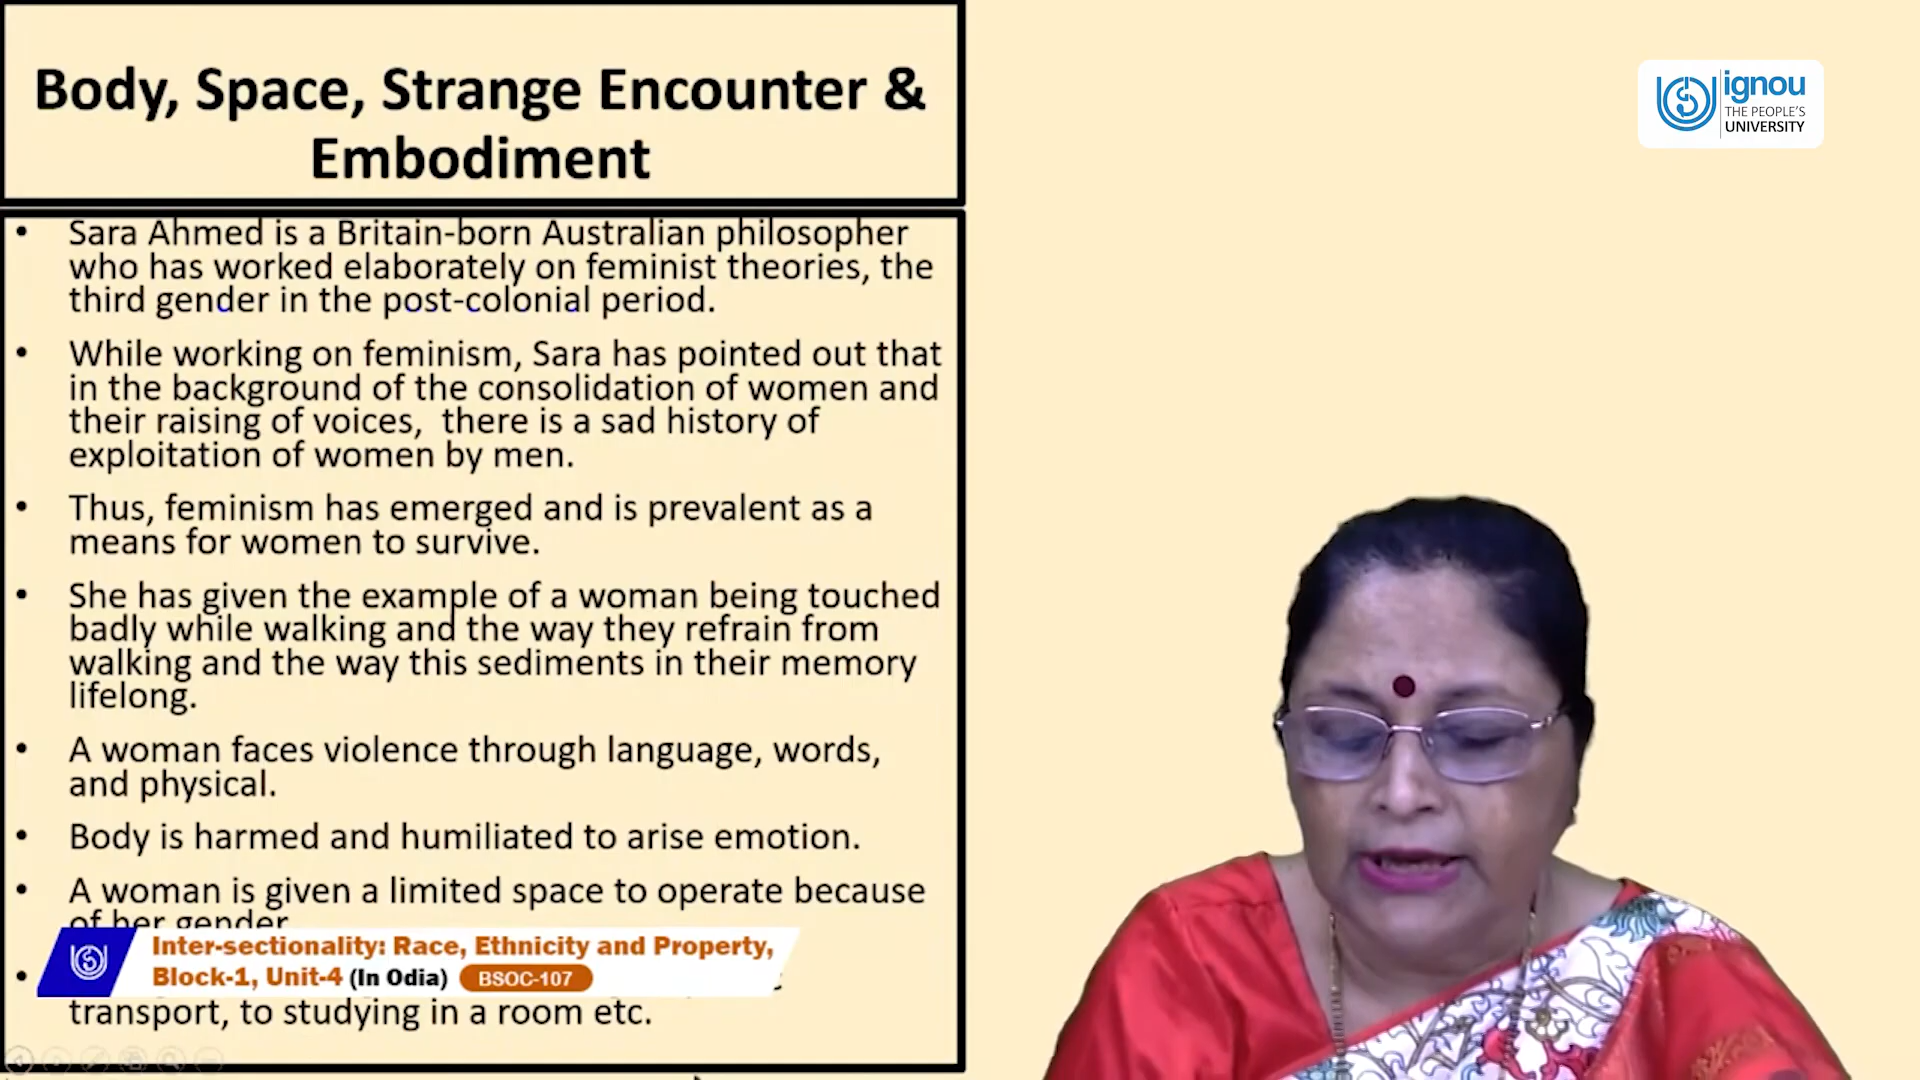 Body, Space, Strange Encounter &
Embodiment
• Sara Ahmed is a Britain-born Australian philosopher
who has worked elaborately on feminist theories, the
third gender in the post-colonial period.
• While working on feminism, Sara has pointed out that
in the background of the consolidation of women and
their raising of voices, there is a sad history of
exploitation of women by men.
• Thus, feminism has emerged and is prevalent as a
means for women to survive.
• She has given the example of a woman being touched
badly while walking and the way they refrain from
walking and the way this sediments in their memory
lifelong.
• A woman faces violence through language, words,
and physical.
• Body is harmed and humiliated to arise emotion.
• A woman is given a limited space to operate because
of her gender
•
transport, to studying in a room etc.
Inter-sectionality: Race, Ethnicity and Property,
Block-1, Unit-4 (In Odia) BSOC-107
ignou
THE PEOPLE'S
UNIVERSITY